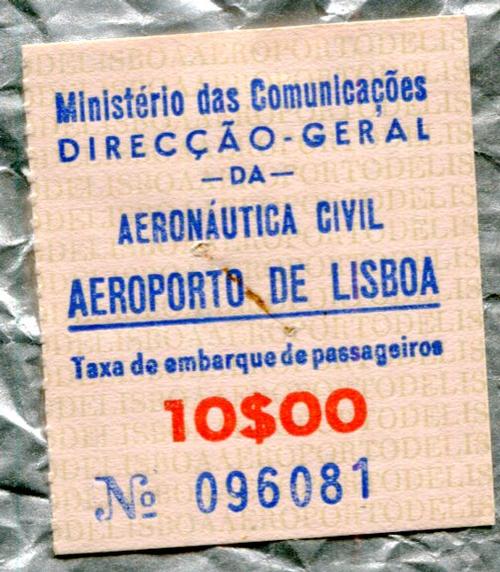 Ministério das Comunicações
DIRECÇÃO-GERAL
—DA—
AERONÁUTICA CIVIL
AEROPORTO DE LISBOA
Taxa de embarque de passageiros
10$00
Nº 096081